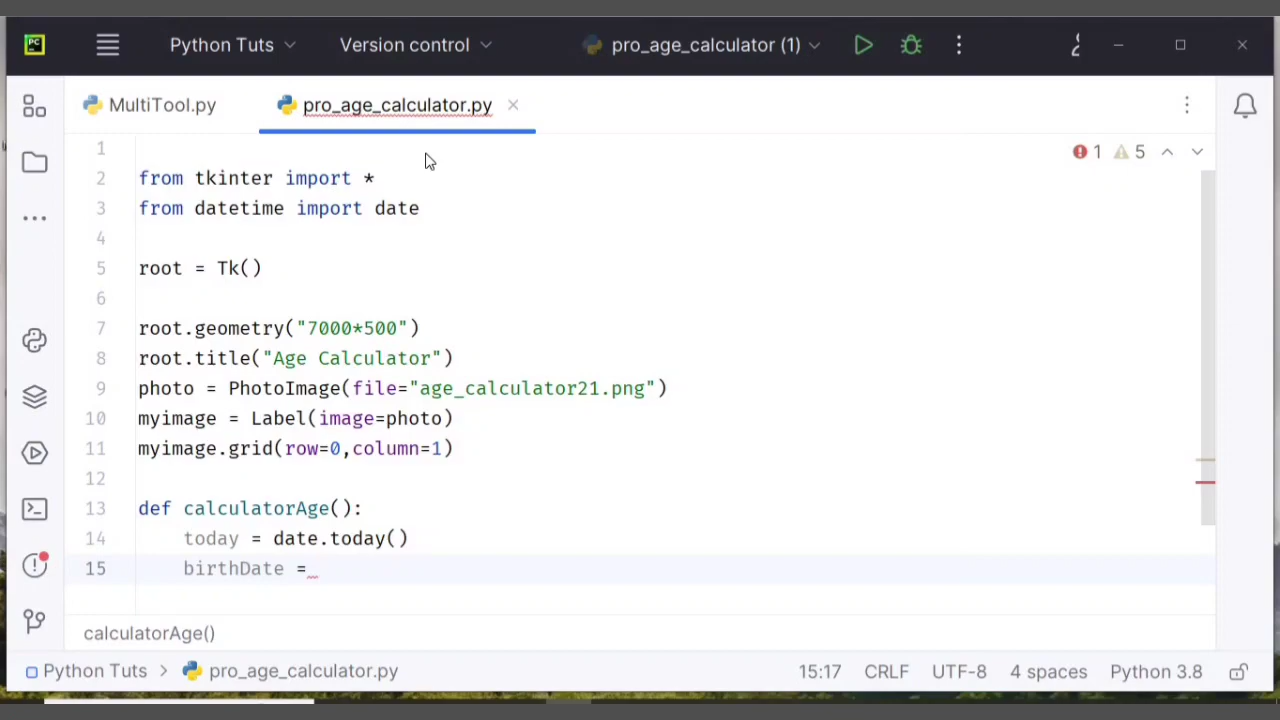 PC
Python Tuts
Version control
pro_age_calculator (1)
MultiTool.py
pro_age_calculator.py
1
1 5
2 from tkinter import *
3 from datetime import date
4
5 root = Tk()
6
7 root.geometry("7000*500")
8 root.title("Age Calculator")
9 photo = PhotoImage(file="age_calculator21.png")
10 myimage = Label(image=photo)
11 myimage.grid(row=0,column=1)
12
13 def calculatorAge():
14 today = date.today()
15 birthDate =
calculatorAge()
Python Tuts > pro_age_calculator.py
15:17 CRLF UTF-8 4 spaces Python 3.8